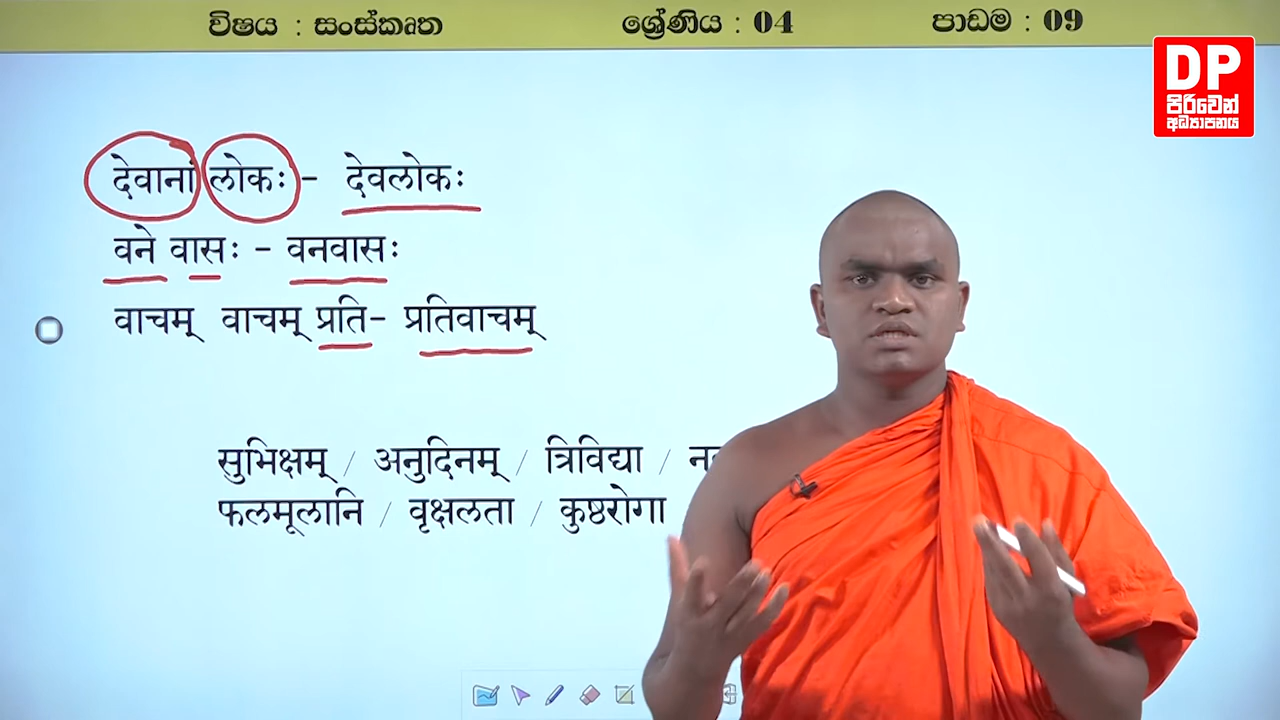 විෂය : සංස්කෘත ශ්‍රේණිය : 04 පාඩම : 09
DP
පිරිවෙන්
අධ්‍යාපනය
देवानां लोकः - देवलोकः
वने वासः - वनवासः
वाचम् वाचम् प्रति- प्रतिवाचम्
सुभिक्षम् / अनुदिनम् / त्रिविद्या /
फलमूलानि / वृक्षलता / कुष्ठरोगा